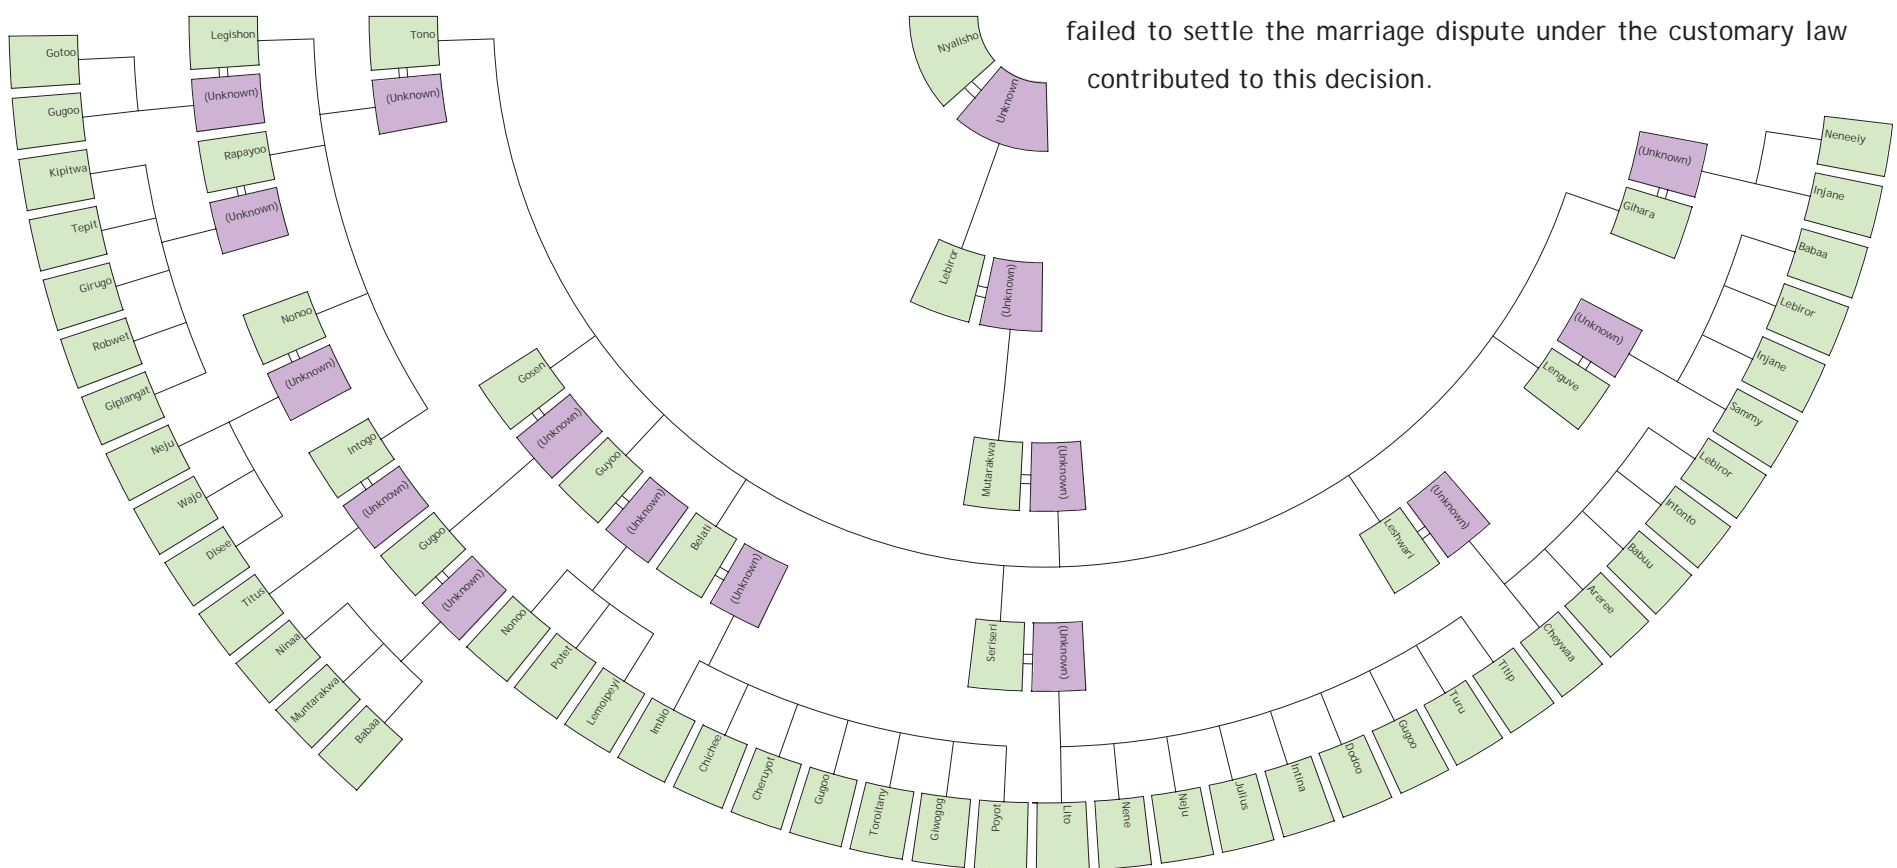 failed to settle the marriage dispute under the customary law
contributed to this decision.
Nyalisho
Unknown
Lebiror
(Unknown)
Mutarakwa
(Unknown)
Tono
(Unknown)
Legishon
(Unknown)
Rapayoo
(Unknown)
Nonoo
(Unknown)
Intogo
(Unknown)
Gotoo
Gugoo
Kipitwa
Tepit
Girugo
Robwet
Giplangat
Neju
Wajo
Disee
Titus
Ninaa
Muntarakwa
Babaa
Gosen
(Unknown)
Gugoo
(Unknown)
Guyoo
(Unknown)
Nonoo
Potet
Lemoipeyi
Belati
(Unknown)
Imbio
Chichee
Cheruyot
Gugoo
Toroitany
Giwogog
Poyot
Seriseri
(Unknown)
Lito
Nene
Neju
Julius
Intina
Dodoo
Gugoo
Turu
Titip
Leshwari
(Unknown)
Cheywaa
Areree
Babuu
Intonto
Lebiror
Lenguve
(Unknown)
Sammy
Injane
Lebiror
Babaa
Gihara
(Unknown)
Injane
Neneeiy